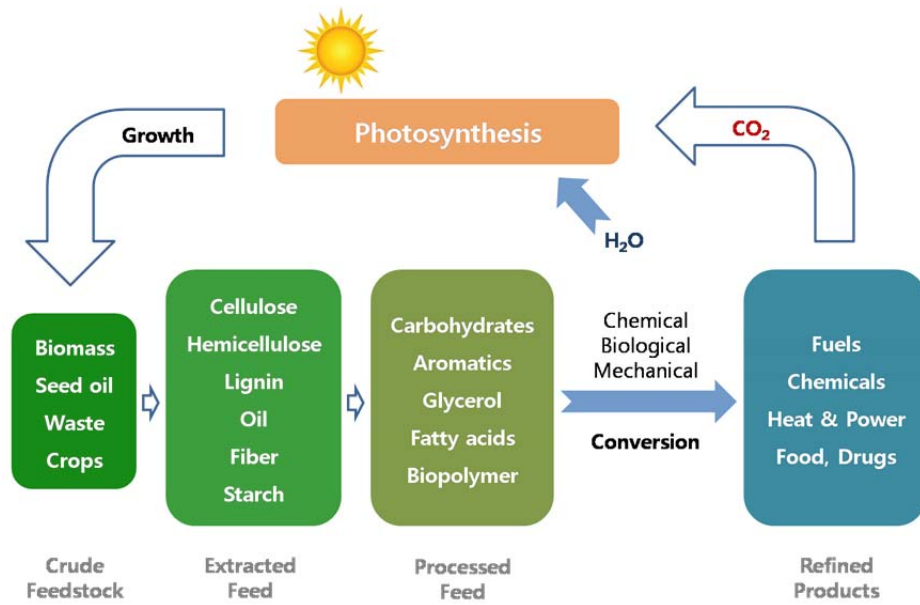 Photosynthesis
Growth
CO₂
H₂O
Biomass
Seed oil
Waste
Crops
Cellulose
Hemicellulose
Lignin
Oil
Fiber
Starch
Carbohydrates
Aromatics
Glycerol
Fatty acids
Biopolymer
Chemical
Biological
Mechanical
Conversion
Fuels
Chemicals
Heat & Power
Food, Drugs
Crude
Feedstock
Extracted
Feed
Processed
Feed
Refined
Products